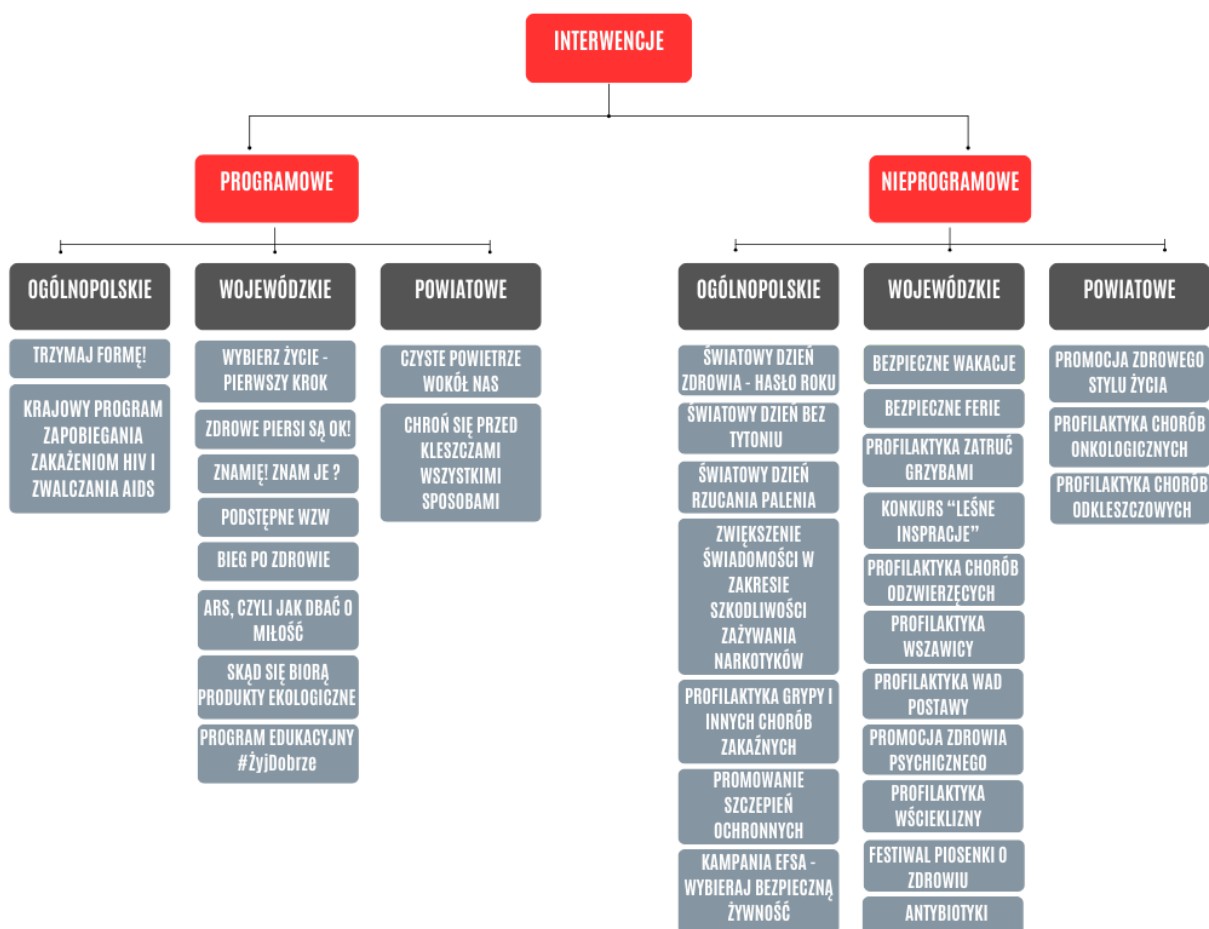 INTERWENCJE
PROGRAMOWE
OGÓLNOPOLSKIE
TRZYMAJ FORMĘ!
KRAJOWY PROGRAM
ZAPOBIEGANIA
ZAKAŻENIOM HIV I
ZWALCZANIA AIDS
WOJEWÓDZKIE
WYBIERZ ŻYCIE -
PIERWSZY KROK
ZDROWE PIERSI SĄ OK!
ZNAMIĘ! ZNAM JE ?
PODSTĘPNE WZW
BIEG PO ZDROWIE
ARS, CZYLI JAK DBAĆ O
MIŁOŚĆ
SKĄD SIĘ BIORĄ
PRODUKTY EKOLOGICZNE
PROGRAM EDUKACYJNY
#ŻyjDobrze
POWIATOWE
CZYSTE POWIETRZE
WOKÓŁ NAS
CHROŃ SIĘ PRZED
KLESZCZAMI
WSZYSTKIMI
SPOSOBAMI
NIEPROGRAMOWE
OGÓLNOPOLSKIE
ŚWIATOWY DZIEŃ
ZDROWIA - HASŁO ROKU
ŚWIATOWY DZIEŃ BEZ
TYTONIU
ŚWIATOWY DZIEŃ
RZUCANIA PALENIA
ZWIĘKSZENIE
ŚWIADOMOŚCI W
ZAKRESIE
SZKODLIWOŚCI
ZAŻYWANIA
NARKOTYKÓW
PROFILAKTYKA GRYPY I
INNYCH CHORÓB
ZAKAŹNYCH
PROMOWANIE
SZCZEPIEŃ
OCHRONNYCH
KAMPANIA EFSA -
WYBIERAJ BEZPIECZNĄ
ŻYWNOŚĆ
WOJEWÓDZKIE
BEZPIECZNE WAKACJE
BEZPIECZNE FERIE
PROFILAKTYKA ZATRUĆ
GRZYBAMI
KONKURS “LEŚNE
INSPRACJE”
PROFILAKTYKA CHORÓB
ODZWIERZĘCYCH
PROFILAKTYKA
WSZAWICY
PROFILAKTYKA WAD
POSTAWY
PROMOCJA ZDROWIA
PSYCHICZNEGO
PROFILAKTYKA
WŚCIEKLIZNY
FESTIWAL PIOSENKI O
ZDROWIU
ANTYBIOTYKI
POWIATOWE
PROMOCJA ZDROWEGO
STYLU ŻYCIA
PROFILAKTYKA CHORÓB
ONKOLOGICZNYCH
PROFILAKTYKA CHORÓB
ODKLESZCZOWYCH